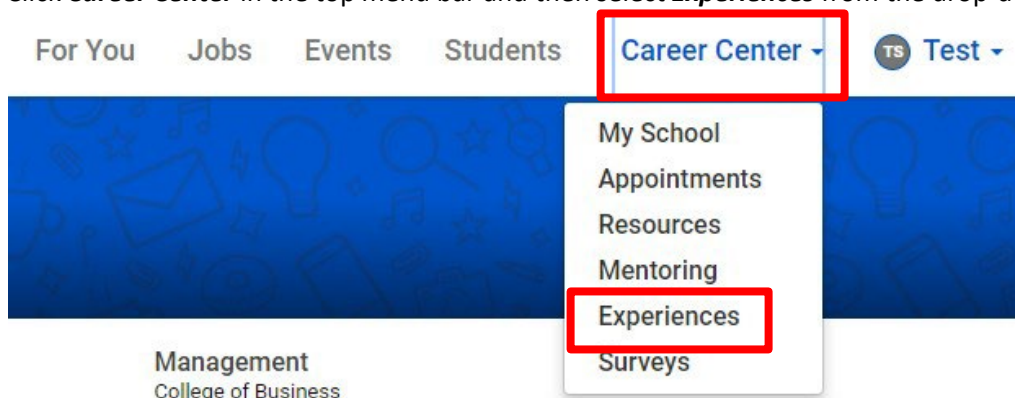 For You Jobs Events Students Career Center TS Test
My School
Appointments
Resources
Mentoring
Experiences
Surveys
Management
College of Business